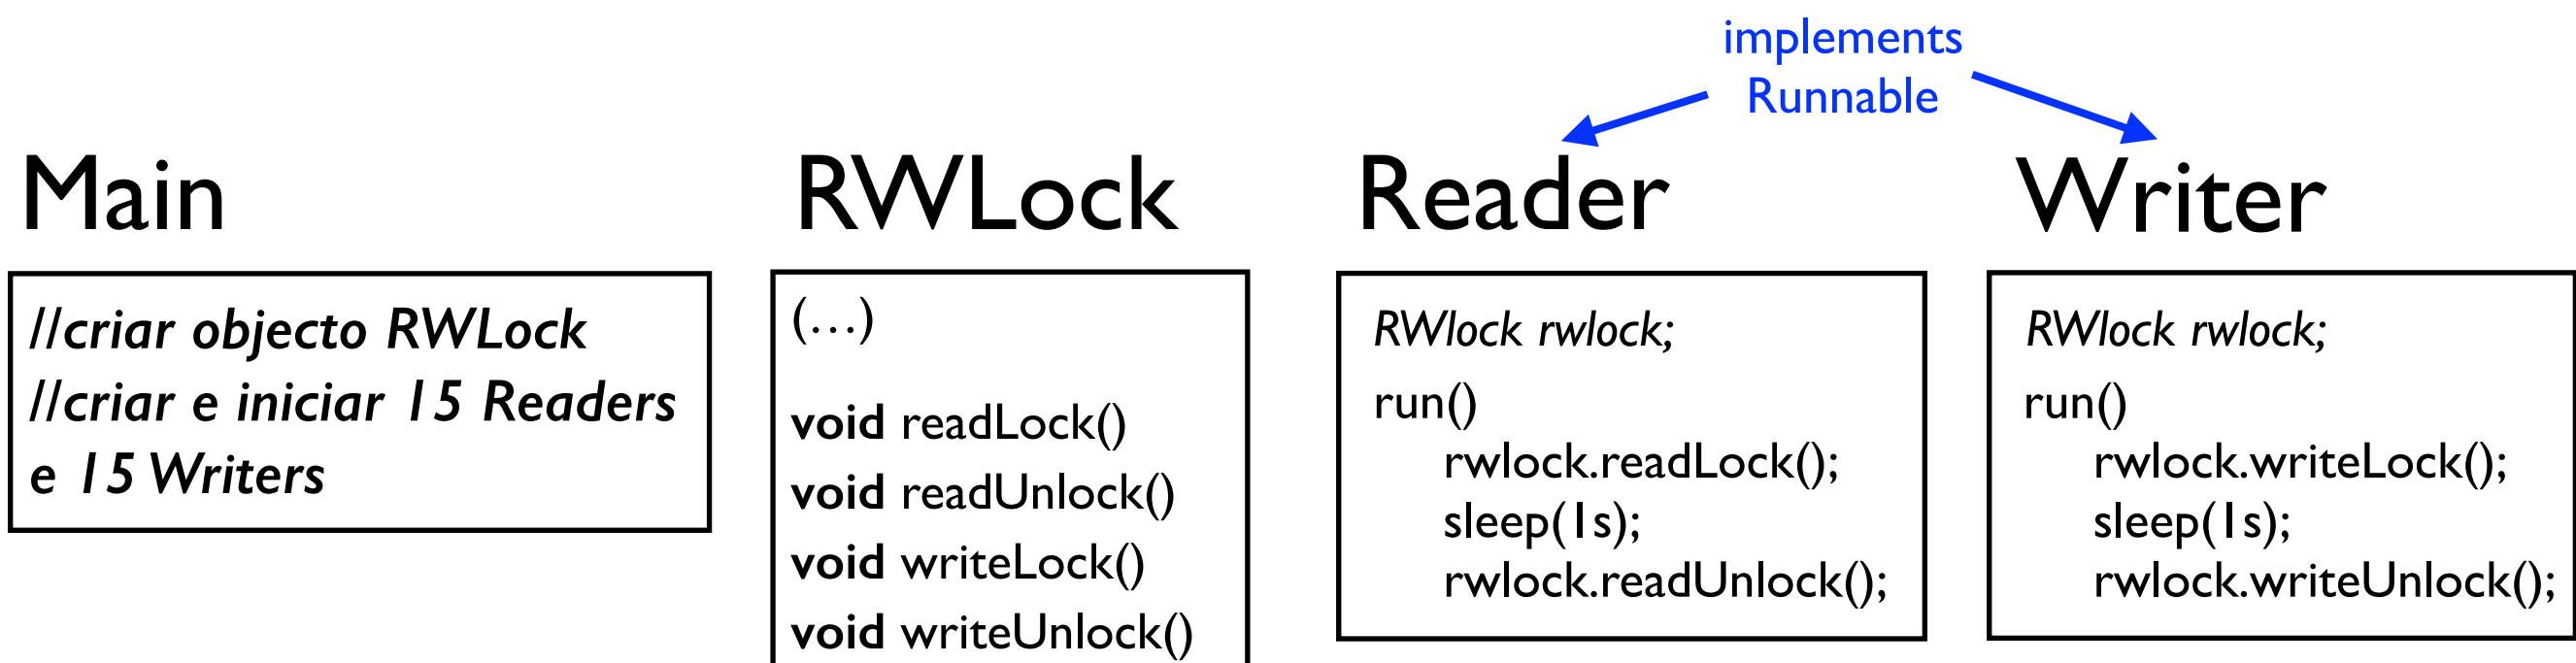 implements
Runnable
Main
//criar objecto RWLock
//criar e iniciar 15 Readers
e 15 Writers
RWLock
(...)
void readLock()
void readUnlock()
void writeLock()
void writeUnlock()
Reader
RWlock rwlock;
run()
rwlock.readLock();
sleep(1s);
rwlock.readUnlock();
Writer
RWlock rwlock;
run()
rwlock.writeLock();
sleep(1s);
rwlock.writeUnlock();